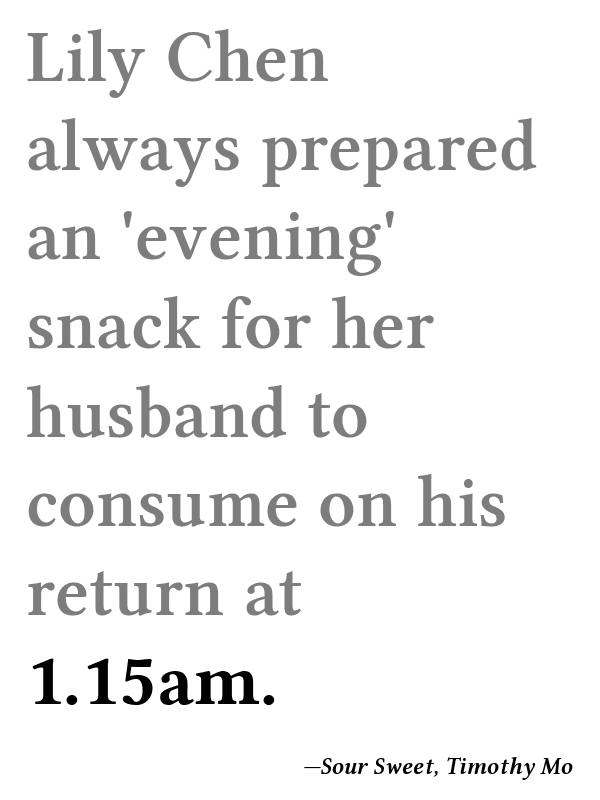 Lily Chen
always prepared
an 'evening'
snack for her
husband to
consume on his
return at
1.15am.
—Sour Sweet, Timothy Mo